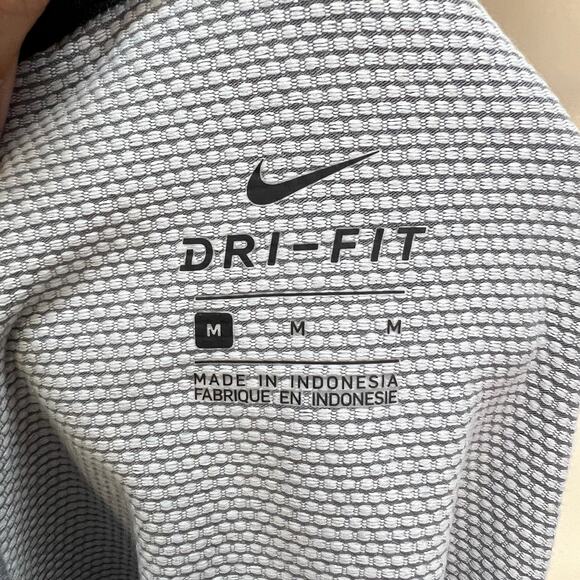 DRI-FIT
M M M
MADE IN INDONESIA
FABRIQUE EN INDONESIE